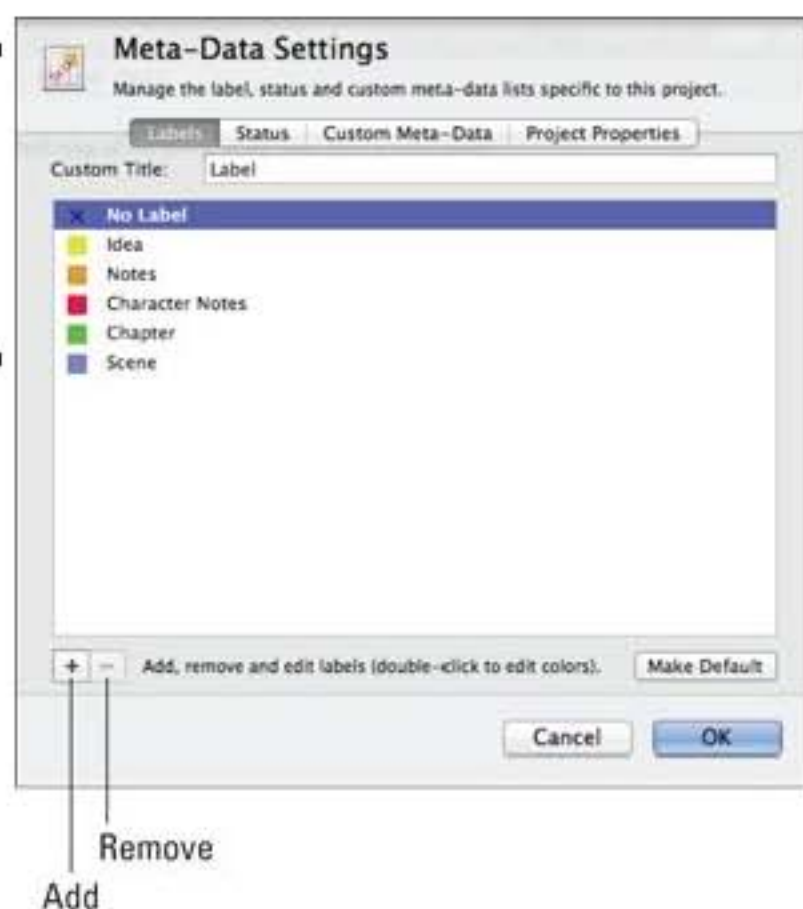 Meta-Data Settings
Manage the label, status and custom meta-data lists specific to this project.
Labels Status Custom Meta-Data Project Properties
Custom Title: Label
No Label
Idea
Notes
Character Notes
Chapter
Scene
+ - Add, remove and edit labels (double-click to edit colors). Make Default
Cancel OK
Remove
Add